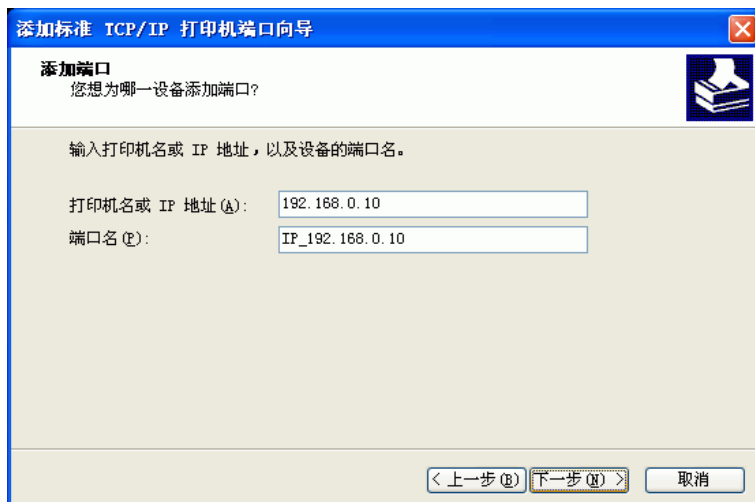 添加标准 TCP/IP 打印机端口向导
添加端口
您想为哪一设备添加端口?
输入打印机名或 IP 地址,以及设备的端口名。
打印机名或 IP 地址(A): 192.168.0.10
端口名(P): IP_192.168.0.10
< 上一步(B) 下一步(N) > 取消